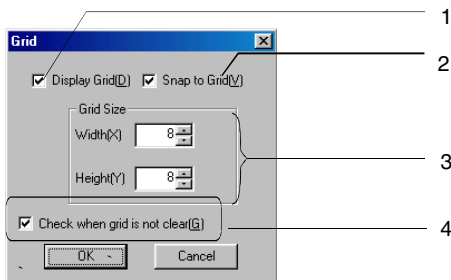 1
Grid
2
Display Grid(D) Snap to Grid(V)
Grid Size
Width(X) 8
3
Height(Y) 8
Check when grid is not clear(G)
4
OK Cancel